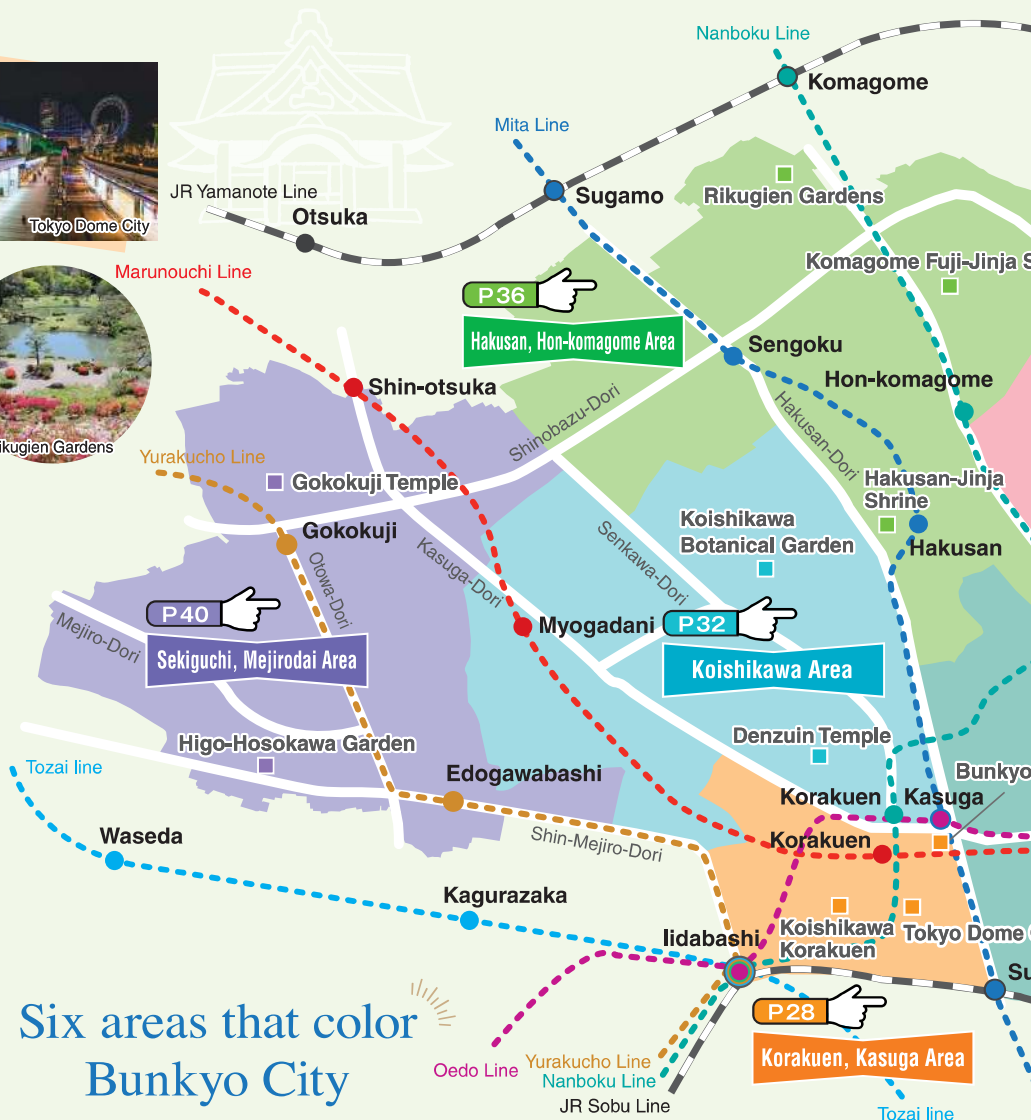 Nanboku Line
Komagome
Mita Line
Sugamo
Rikugien Gardens
JR Yamanote Line
Otsuka
Tokyo Dome City
Komagome Fuji-Jinja
Marunouchi Line
P36
Hakusan, Hon-komagome Area
Sengoku
Hon-komagome
Shin-otsuka
Shinobazu-Dori
Hakusan-Dori
Gardens
Yurakucho Line
Gokokuji Temple
Hakusan-Jinja
Shrine
Gokokuji
Koishikawa
Botanical Garden
Hakusan
Kasuga-Dori
Senkawa-Dori
Otowa-Dori
P40
Mejiro-Dori
Sekiguchi, Mejirodai Area
Myogadani
P32
Koishikawa Area
Higo-Hosokawa Garden
Denzuin Temple
Tozai line
Edogawabashi
Bunkyo
Korakuen
Kasuga
Waseda
Shin-Mejiro-Dori
Korakuen
Kagurazaka
Koishikawa
Korakuen
Tokyo Dome
Iidabashi
Su
P28
Korakuen, Kasuga Area
Six areas that color
Bunkyo City
Oedo Line
Yurakucho Line
Nanboku Line
JR Sobu Line
Tozai line